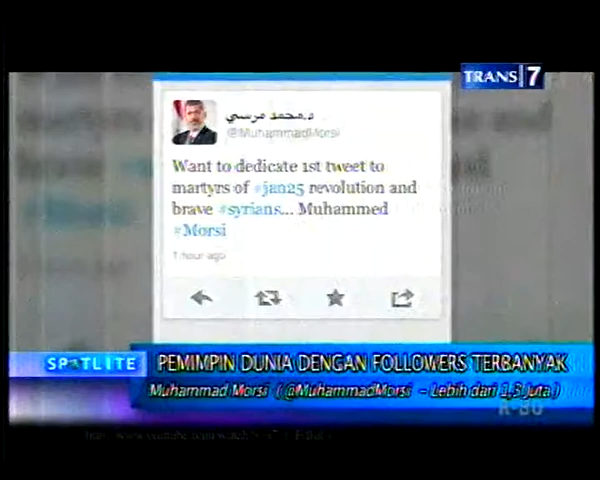 TRANS|7
د.محمد مرسي
@MuhammadMorsi
Want to dedicate 1st tweet to
martyrs of #jan25 revolution and
brave #syrians... Muhammed
#Morsi
1 hour ago
SPOTLITE
PEMIMPIN DUNIA DENGAN FOLLOWERS TERBANYAK
Muhammad Morsi (@MuhammadMorsi - Lebih dari 1,3 Juta)
R-BO